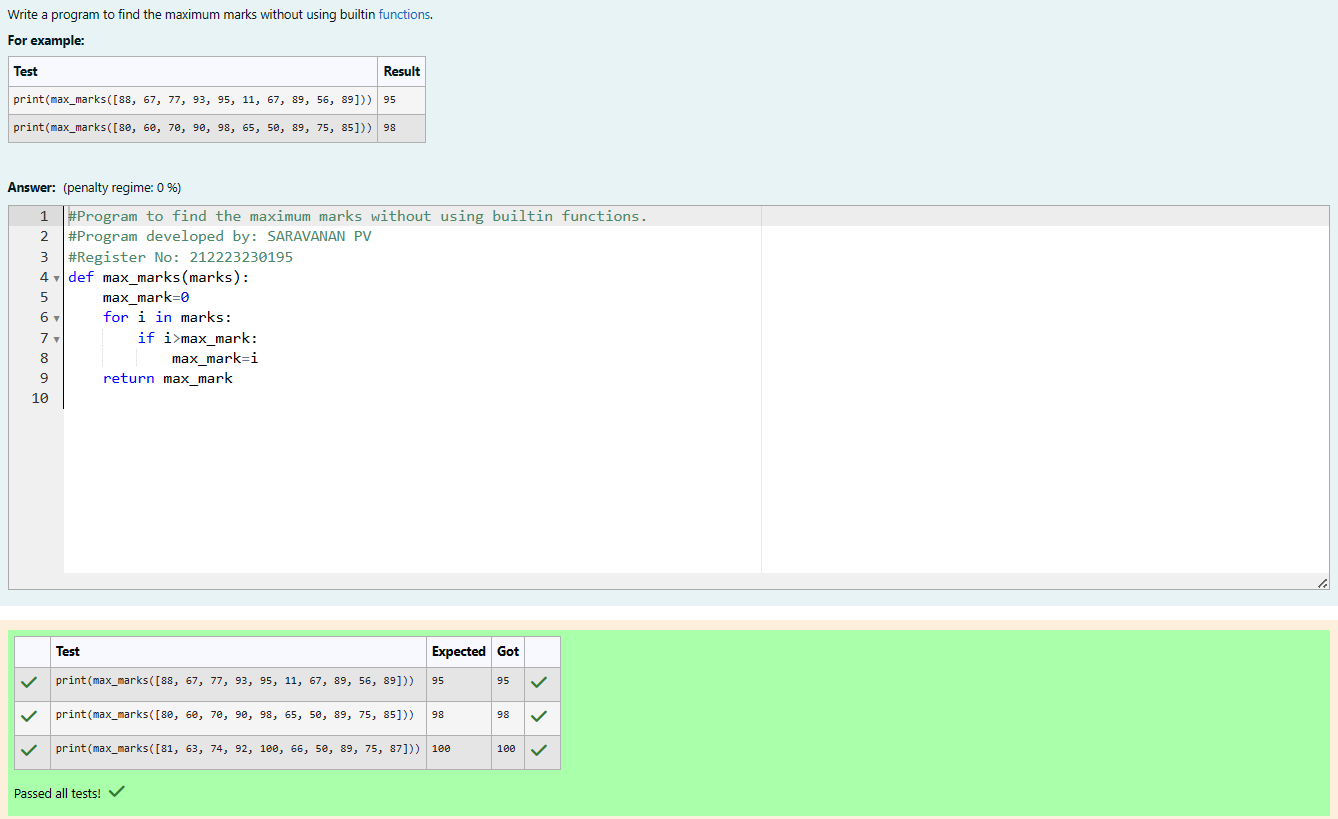 Write a program to find the maximum marks without using builtin functions.
For example:
Test Result
print(max_marks([88, 67, 77, 93, 95, 11, 67, 89, 56, 89])) 95
print(max_marks([80, 60, 70, 90, 98, 65, 50, 89, 75, 85])) 98
Answer: (penalty regime: 0 %)
1 #Program to find the maximum marks without using builtin functions.
2 #Program developed by: SARAVANAN PV
3 #Register No: 212223230195
4 def max_marks(marks):
5     max_mark=0
6     for i in marks:
7         if i>max_mark:
8             max_mark=i
9     return max_mark
10
Test Expected Got
print(max_marks([88, 67, 77, 93, 95, 11, 67, 89, 56, 89])) 95 95
print(max_marks([80, 60, 70, 90, 98, 65, 50, 89, 75, 85])) 98 98
print(max_marks([81, 63, 74, 92, 100, 66, 50, 89, 75, 87])) 100 100
Passed all tests!